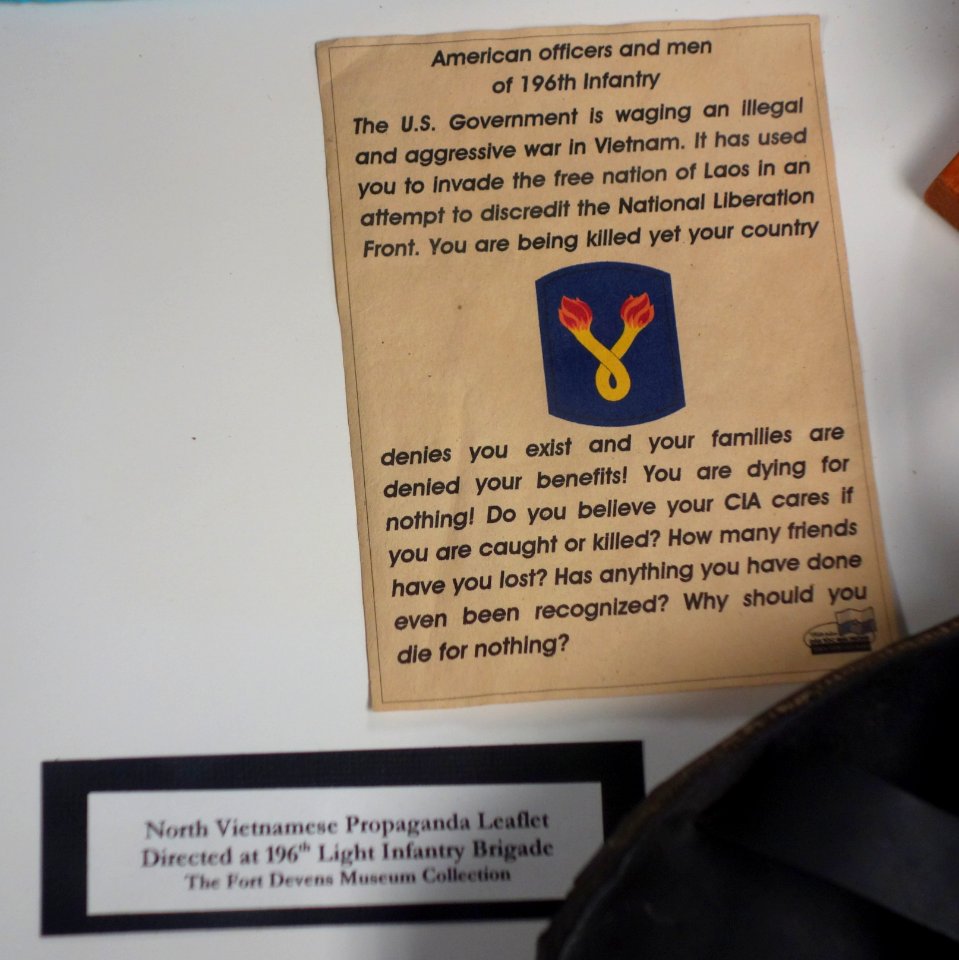 American officers and men
of 196th Infantry
The U.S. Government is waging an illegal
and aggressive war in Vietnam. It has used
you to invade the free nation of Laos in an
attempt to discredit the National Liberation
Front. You are being killed yet your country
denies you exist and your families are
denied your benefits! You are dying for
nothing! Do you believe your CIA cares if
you are caught or killed? How many friends
have you lost? Has anything you have done
even been recognized? Why should you
die for nothing?
North Vietnamese Propaganda Leaflet
Directed at 196th Light Infantry Brigade
The Fort Devens Museum Collection